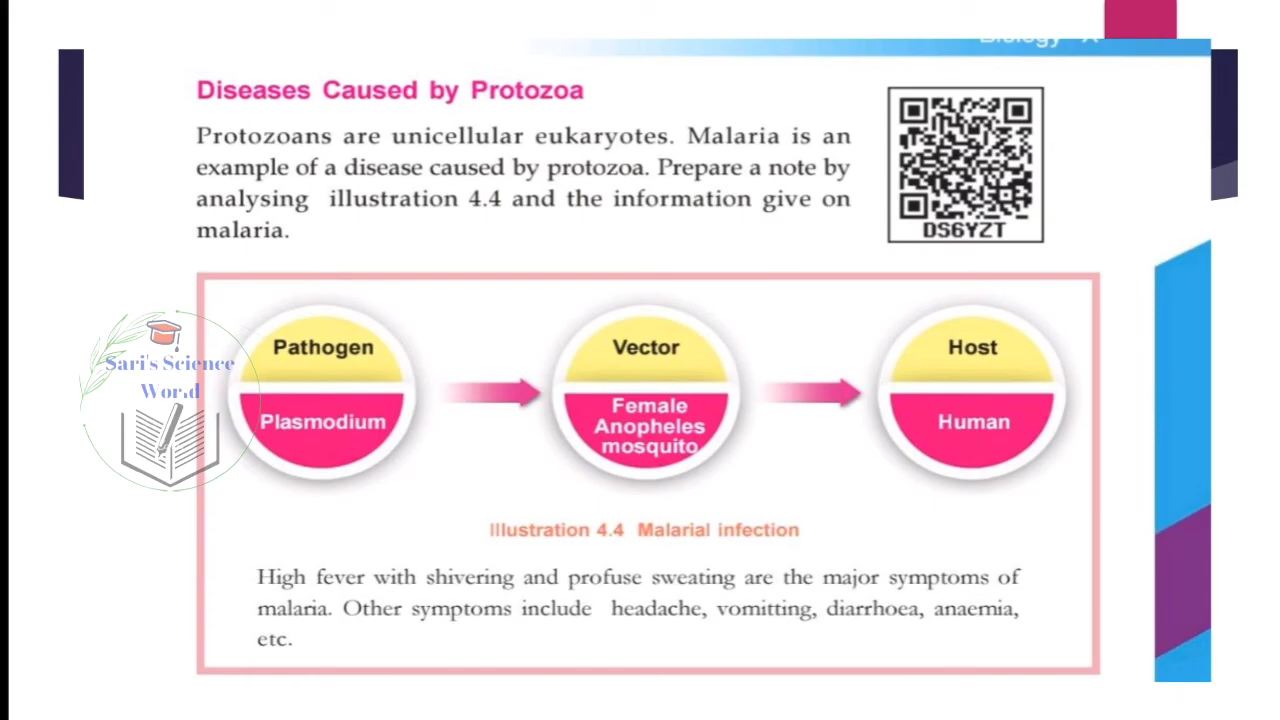 Biology - X
Diseases Caused by Protozoa
Protozoans are unicellular eukaryotes. Malaria is an
example of a disease caused by protozoa. Prepare a note by
analysing illustration 4.4 and the information give on
malaria.
DS6YZT
Sari's Science
Wor.d
Pathogen
Plasmodium
Vector
Female
Anopheles
mosquito
Host
Human
Illustration 4.4 Malarial infection
High fever with shivering and profuse sweating are the major symptoms of
malaria. Other symptoms include headache, vomitting, diarrhoea, anaemia,
etc.